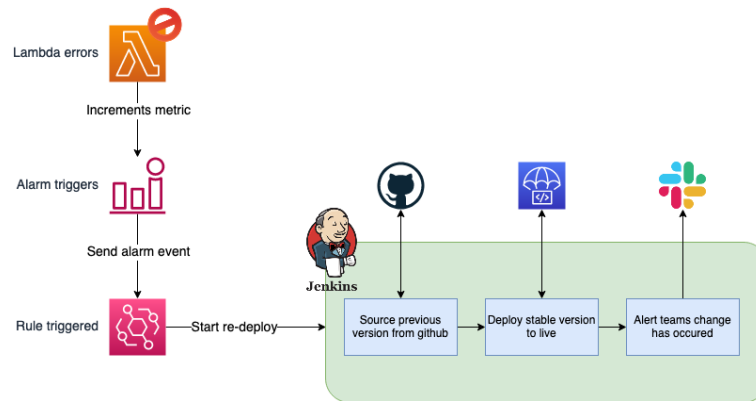 Lambda errors
Increments metric
Alarm triggers
Send alarm event
Jenkins
Rule triggered
Start re-deploy
Source previous
version from github
Deploy stable version
to live
Alert teams change
has occured